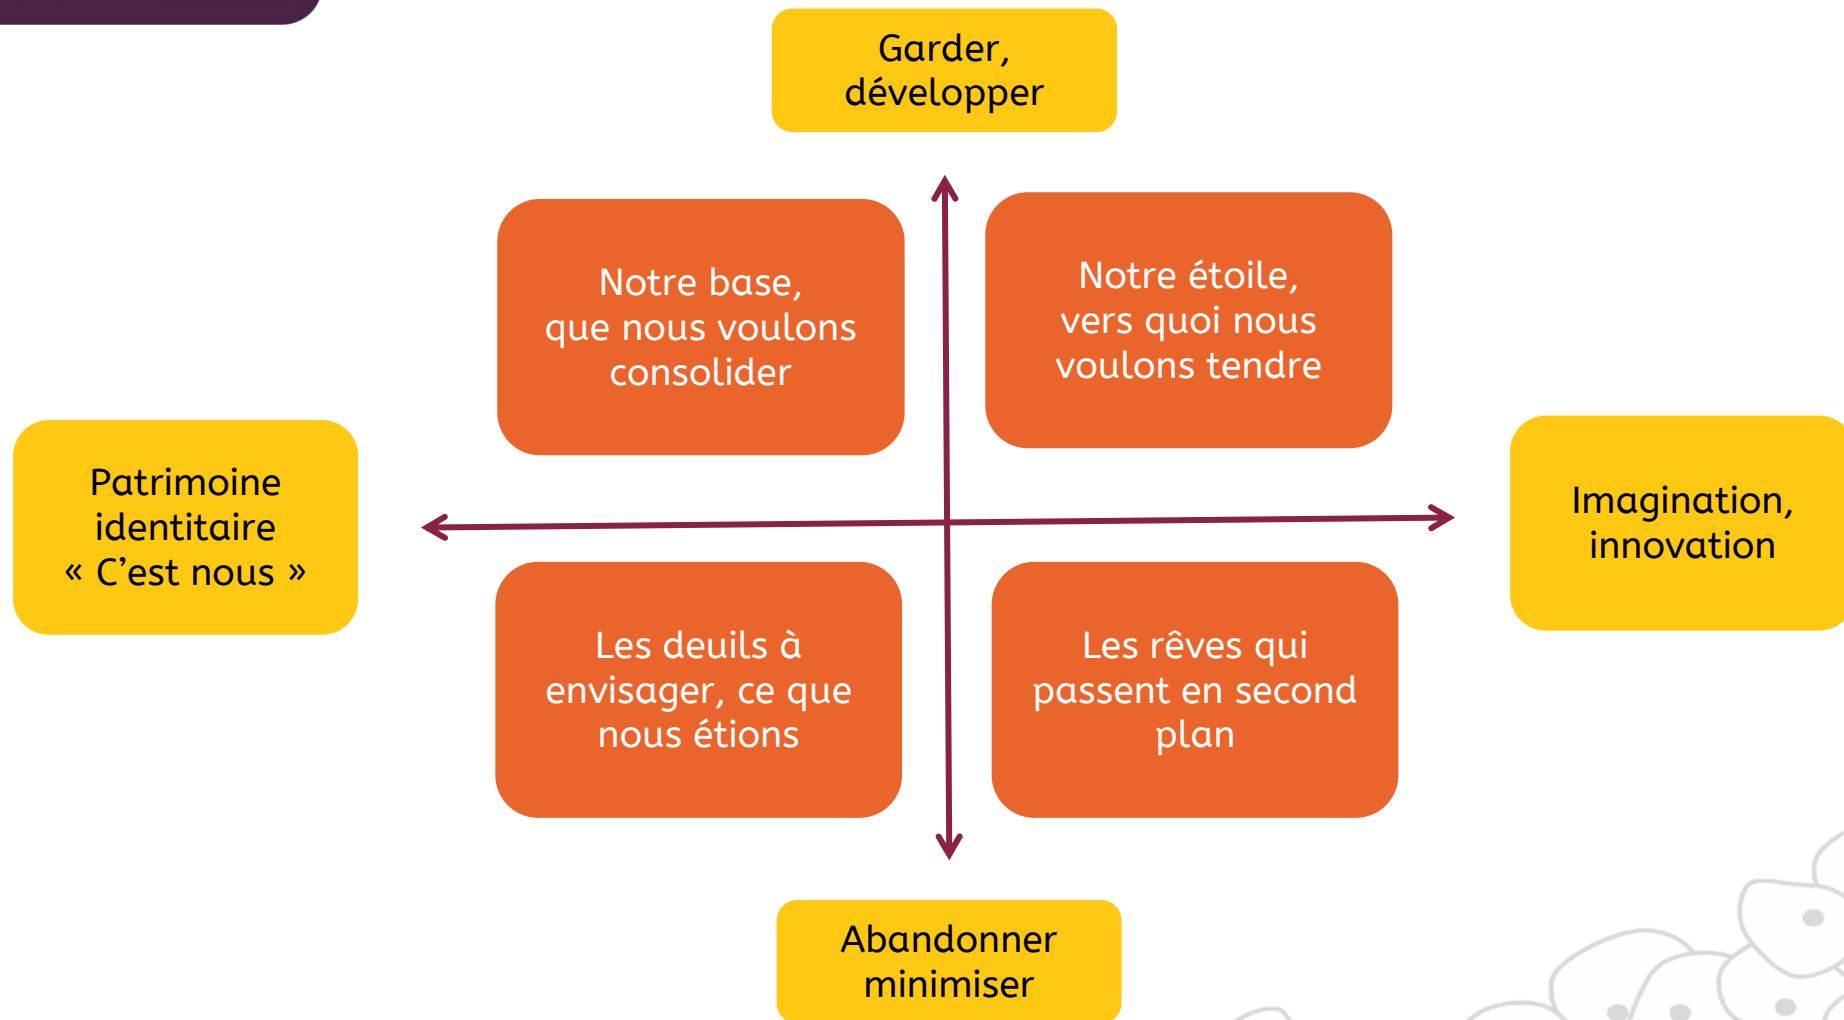 Garder,
développer
Notre base,
que nous voulons
consolider
Notre étoile,
vers quoi nous
voulons tendre
Patrimoine
identitaire
« C’est nous »
Imagination,
innovation
Les deuils à
envisager, ce que
nous étions
Les rêves qui
passent en second
plan
Abandonner
minimiser